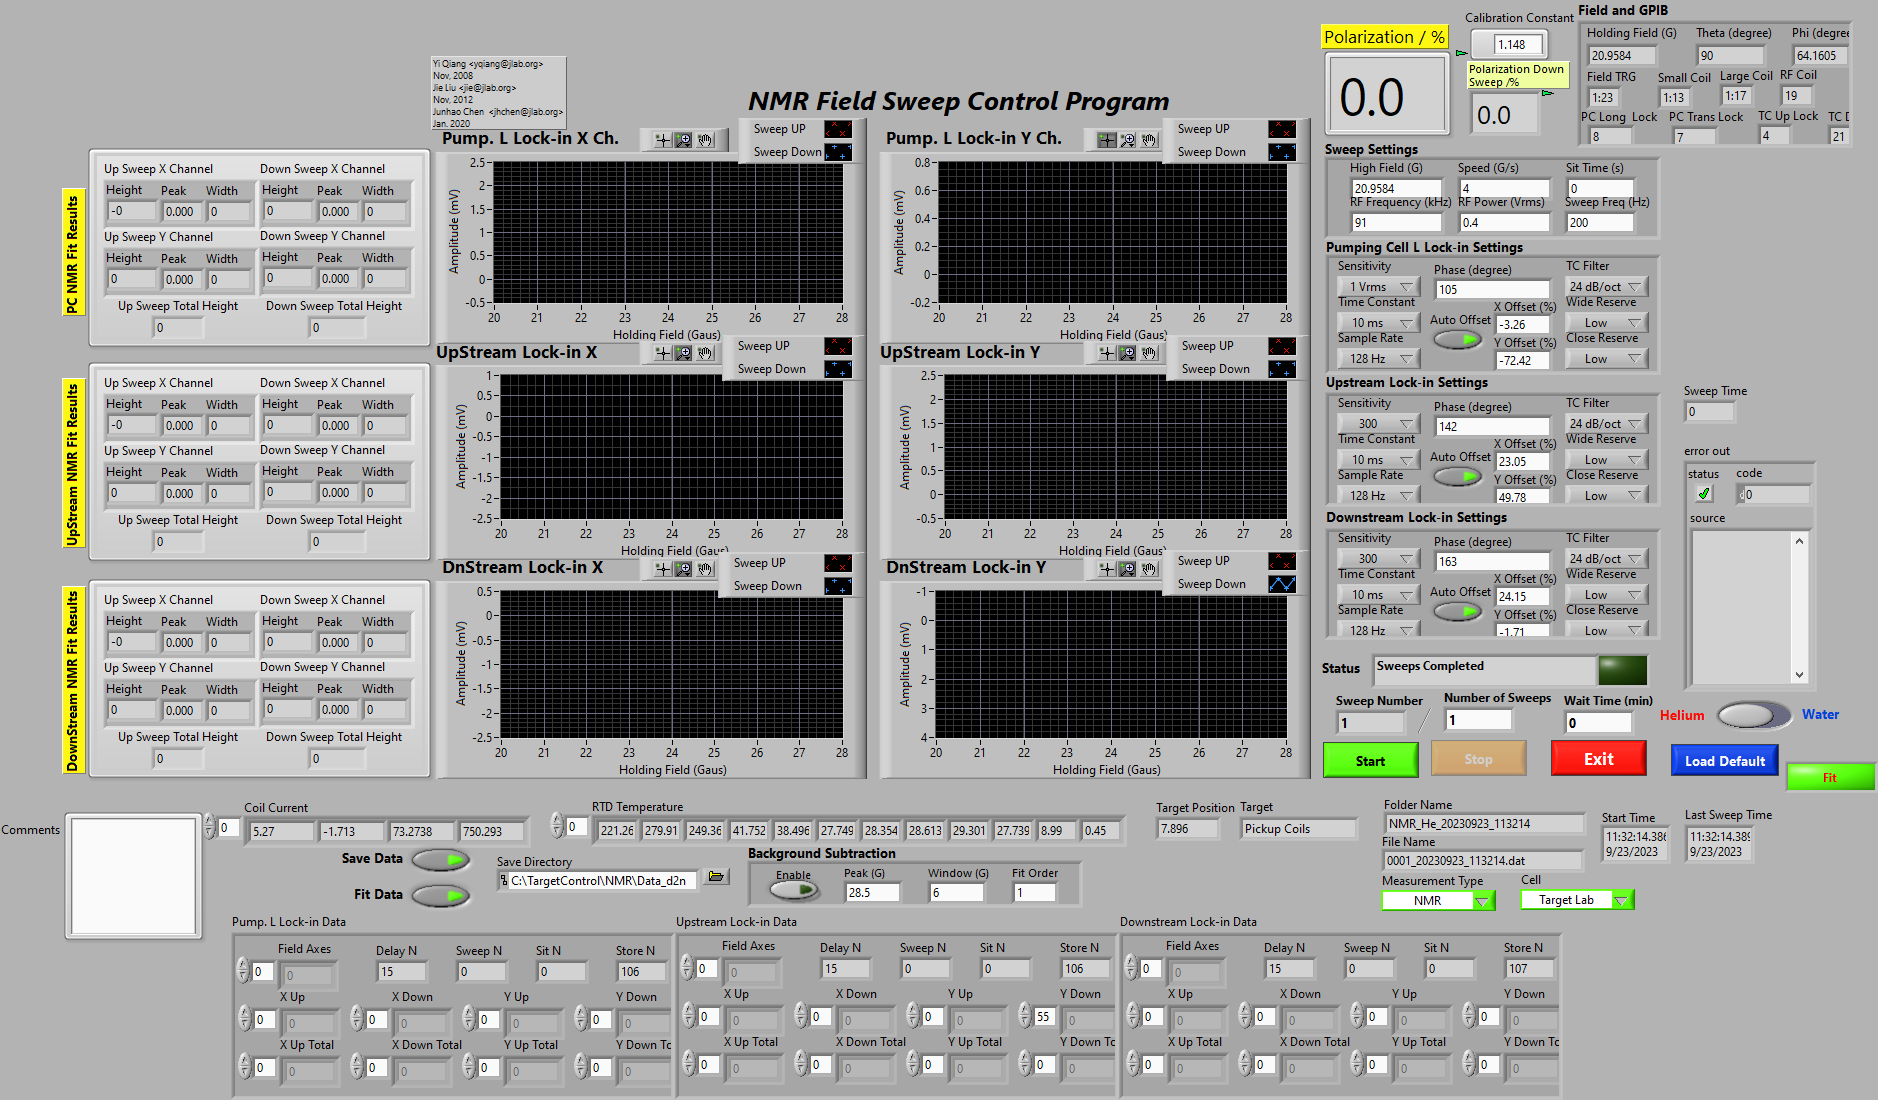 Yi Qiang <yqiang@jlab.org>
Nov, 2008
Jie Liu <jie@jlab.org>
Nov, 2012
Junhao Chen <jhchen@jlab.org>
Jan. 2020
NMR Field Sweep Control Program
Polarization / %
0.0
Calibration Constant
1.148
Polarization Down
Sweep /%
0.0
Field and GPIB
Holding Field (G) Theta (degree) Phi (degree
20.9584 90 64.1605
Field TRG Small Coil Large Coil RF Coil
1:23 1:13 1:17 19
PC Long Lock PC Trans Lock TC Up Lock TC
8 7 4 21
PC NMR Fit Results
Up Sweep X Channel Down Sweep X Channel
Height Peak Width Height Peak Width
-0 0.000 0 0 0.000 0
Up Sweep Y Channel Down Sweep Y Channel
Height Peak Width Height Peak Width
0 0.000 0 0 0.000 0
Up Sweep Total Height Down Sweep Total Height
0 0
Pump. L Lock-in X Ch.
Sweep UP
Sweep Down
Amplitude (mV)
2.5
2
1.5
1
0.5
0
-0.5
20 21 22 23 24 25 26 27 28
Holding Field (Gaus)
Pump. L Lock-in Y Ch.
Sweep UP
Sweep Down
Amplitude (mV)
0.8
0.6
0.4
0.2
0
-0.2
20 21 22 23 24 25 26 27 28
Holding Field (Gaus)
UpStream NMR Fit Results
Up Sweep X Channel Down Sweep X Channel
Height Peak Width Height Peak Width
-0 0.000 0 0 0.000 0
Up Sweep Y Channel Down Sweep Y Channel
Height Peak Width Height Peak Width
0 0.000 0 0 0.000 0
Up Sweep Total Height Down Sweep Total Height
0 0
UpStream Lock-in X
Sweep UP
Sweep Down
Amplitude (mV)
1
0.5
0
-0.5
-1
-1.5
-2
-2.5
20 21 22 23 24 25 26 27 28
Holding Field (Gaus)
UpStream Lock-in Y
Sweep UP
Sweep Down
Amplitude (mV)
2.5
2
1.5
1
0.5
0
-0.5
20 21 22 23 24 25 26 27 28
Holding Field (Gaus)
DownStream NMR Fit Results
Up Sweep X Channel Down Sweep X Channel
Height Peak Width Height Peak Width
-0 0.000 0 0 0.000 0
Up Sweep Y Channel Down Sweep Y Channel
Height Peak Width Height Peak Width
0 0.000 0 0 0.000 0
Up Sweep Total Height Down Sweep Total Height
0 0
DnStream Lock-in X
Sweep UP
Sweep Down
Amplitude (mV)
0.5
0
-0.5
-1
-1.5
-2
-2.5
20 21 22 23 24 25 26 27 28
Holding Field (Gaus)
DnStream Lock-in Y
Sweep UP
Sweep Down
Amplitude (mV)
-1
0
1
2
3
4
20 21 22 23 24 25 26 27 28
Holding Field (Gaus)
Sweep Settings
High Field (G) Speed (G/s) Sit Time (s)
20.9584 4 0
RF Frequency (kHz) RF Power (Vrms) Sweep Freq (Hz)
91 0.4 200
Pumping Cell L Lock-in Settings
Sensitivity Phase (degree) TC Filter
1 Vrms 105 24 dB/oct
Time Constant X Offset (%) Wide Reserve
10 ms Auto Offset -3.26 Low
Sample Rate Y Offset (%) Close Reserve
128 Hz -72.42 Low
Upstream Lock-in Settings
Sensitivity Phase (degree) TC Filter
300 142 24 dB/oct
Time Constant X Offset (%) Wide Reserve
10 ms Auto Offset 23.05 Low
Sample Rate Y Offset (%) Close Reserve
128 Hz 49.78 Low
Downstream Lock-in Settings
Sensitivity Phase (degree) TC Filter
300 163 24 dB/oct
Time Constant X Offset (%) Wide Reserve
10 ms Auto Offset 24.15 Low
Sample Rate Y Offset (%) Close Reserve
128 Hz -1.71 Low
Sweep Time
0
error out
status code
0
source
Status Sweeps Completed
Sweep Number Number of Sweeps Wait Time (min)
1 / 1 0
Helium Water
Start Stop Exit Load Default Fit
Comments
Coil Current
0 5.27 -1.713 73.2738 750.293
RTD Temperature
0 221.26 279.91 249.36 41.752 38.496 27.749 28.354 28.613 29.301 27.739 8.99 0.45
Target Position Target
7.896 Pickup Coils
Folder Name
NMR_He_20230923_113214
File Name
0001_20230923_113214.dat
Start Time Last Sweep Time
11:32:14.386 11:32:14.389
9/23/2023 9/23/2023
Save Data
Fit Data
Save Directory
C:\TargetControl\NMR\Data_d2n
Background Subtraction
Enable Peak (G) Window (G) Fit Order
28.5 6 1
Measurement Type Cell
NMR Target Lab
Pump. L Lock-in Data
Field Axes Delay N Sweep N Sit N Store N
0 0 15 0 0 106
X Up X Down Y Up Y Down
0 0 0 0 0 0 0 0
X Up Total X Down Total Y Up Total Y Down Tot
0 0 0 0 0 0 0 0
Upstream Lock-in Data
Field Axes Delay N Sweep N Sit N Store N
0 0 15 0 0 106
X Up X Down Y Up Y Down
0 0 0 0 0 0 55 0
X Up Total X Down Total Y Up Total Y Down To
0 0 0 0 0 0 0 0
Downstream Lock-in Data
Field Axes Delay N Sweep N Sit N Store N
0 0 15 0 0 107
X Up X Down Y Up Y Down
0 0 0 0 0 0 0 0
X Up Total X Down Total Y Up Total Y Down To
0 0 0 0 0 0 0 0